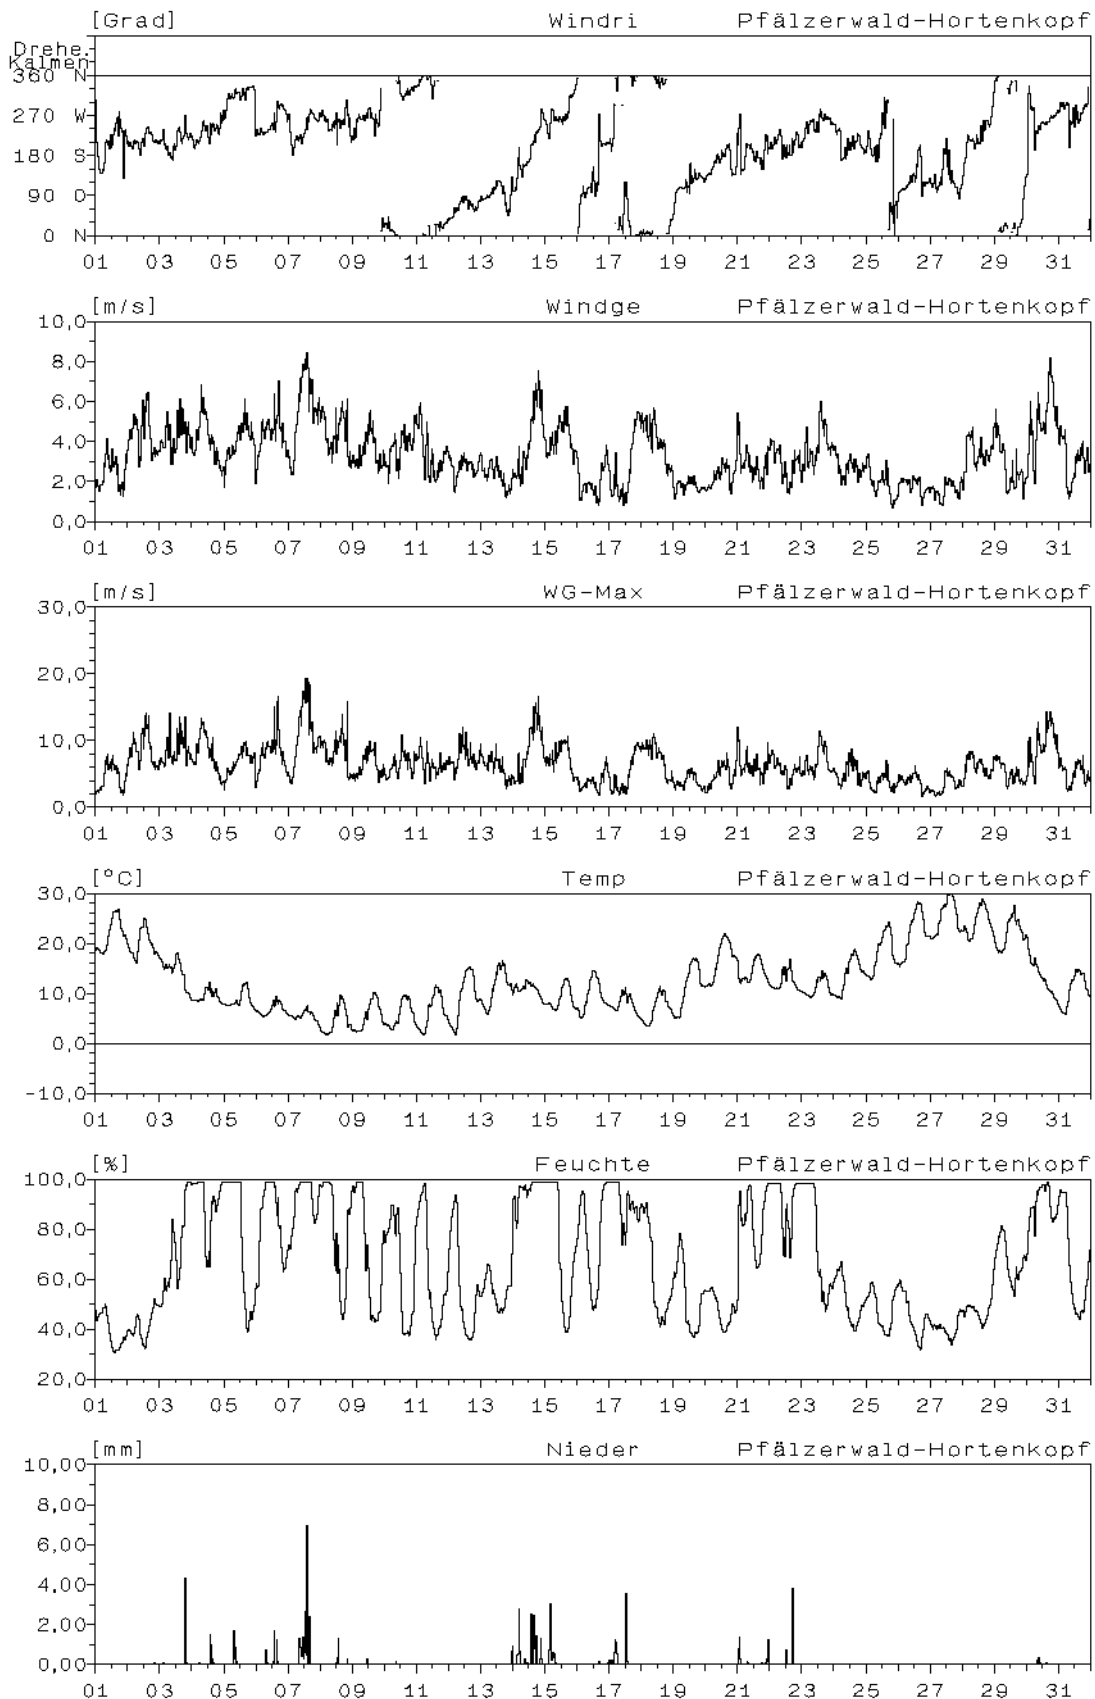 [Grad] Windri Pfälzerwald-Hortenkopf
Drehe.
Kalmen
360 N
270 W
180 S
90 O
0 N
01 03 05 07 09 11 13 15 17 19 21 23 25 27 29 31
[m/s] Windge Pfälzerwald-Hortenkopf
10,0
8,0
6,0
4,0
2,0
0,0
01 03 05 07 09 11 13 15 17 19 21 23 25 27 29 31
[m/s] WG-Max Pfälzerwald-Hortenkopf
30,0
20,0
10,0
0,0
01 03 05 07 09 11 13 15 17 19 21 23 25 27 29 31
[°C] Temp Pfälzerwald-Hortenkopf
30,0
20,0
10,0
0,0
-10,0
01 03 05 07 09 11 13 15 17 19 21 23 25 27 29 31
[%] Feuchte Pfälzerwald-Hortenkopf
100,0
80,0
60,0
40,0
20,0
01 03 05 07 09 11 13 15 17 19 21 23 25 27 29 31
[mm] Nieder Pfälzerwald-Hortenkopf
10,00
8,00
6,00
4,00
2,00
0,00
01 03 05 07 09 11 13 15 17 19 21 23 25 27 29 31